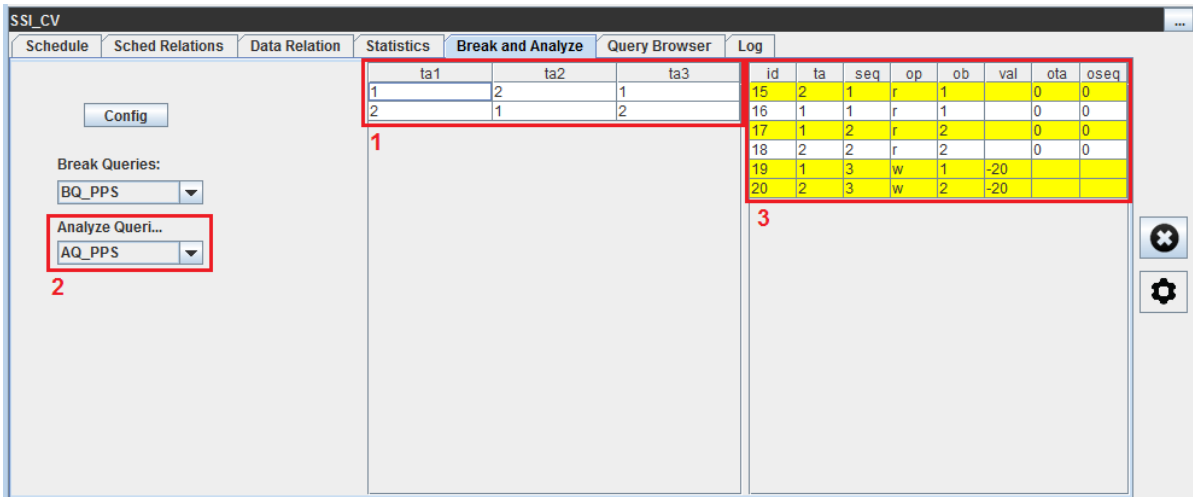 SSI_CV ...
Schedule Sched Relations Data Relation Statistics Break and Analyze Query Browser Log
Config
Break Queries:
BQ_PPS
Analyze Queri...
AQ_PPS
2
ta1 ta2 ta3
1 2 1
2 1 2
1
id ta seq op ob val ota oseq
15 2 1 r 1 0 0
16 1 1 r 1 0 0
17 1 2 r 2 0 0
18 2 2 r 2 0 0
19 1 3 w 1 -20
20 2 3 w 2 -20
3